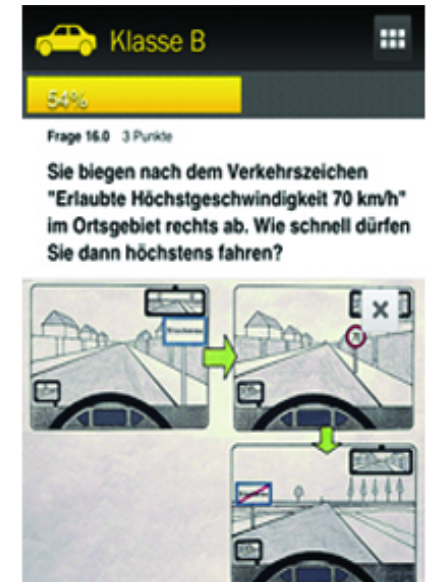 Klasse B
54%
Frage 16.0 3 Punkte
Sie biegen nach dem Verkehrszeichen
"Erlaubte Höchstgeschwindigkeit 70 km/h"
im Ortsgebiet rechts ab. Wie schnell dürfen
Sie dann höchstens fahren?
70